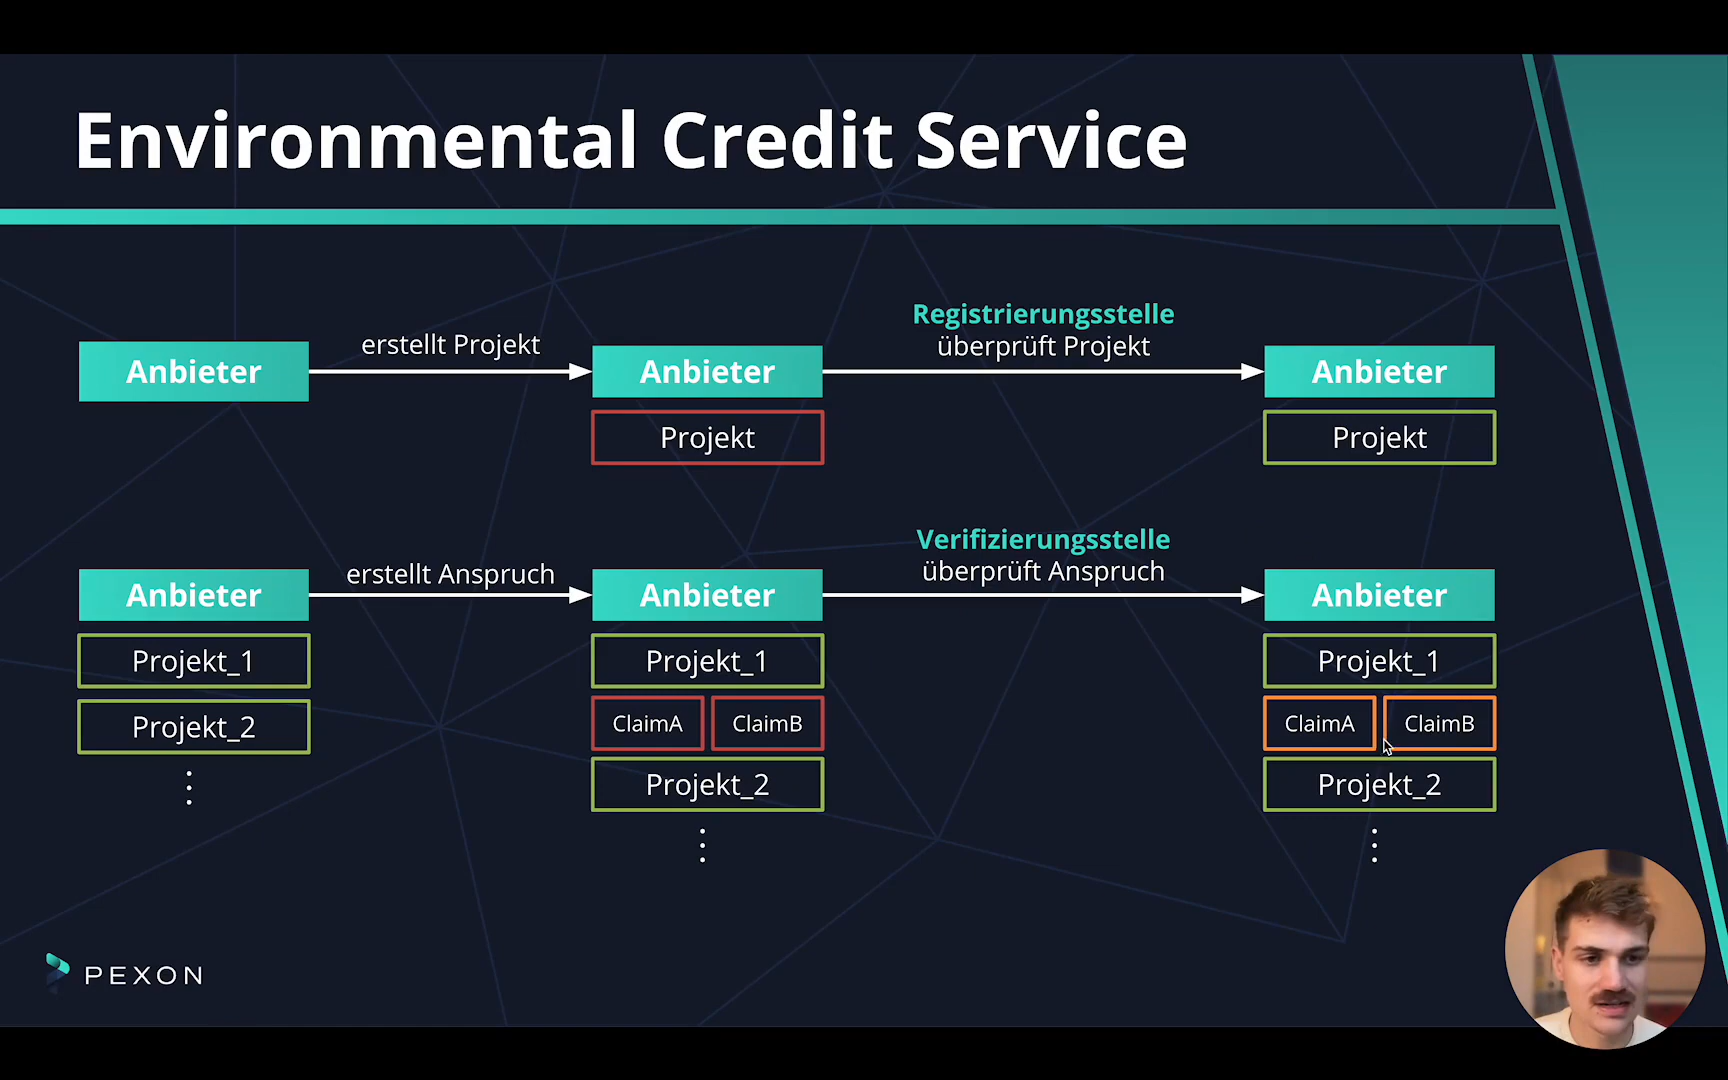 Environmental Credit Service
Anbieter
erstellt Projekt
Anbieter
Projekt
Registrierungsstelle
überprüft Projekt
Anbieter
Projekt
Anbieter
Projekt_1
Projekt_2
erstellt Anspruch
Anbieter
Projekt_1
ClaimA ClaimB
Projekt_2
Verifizierungsstelle
überprüft Anspruch
Anbieter
Projekt_1
ClaimA ClaimB
Projekt_2
PEXON